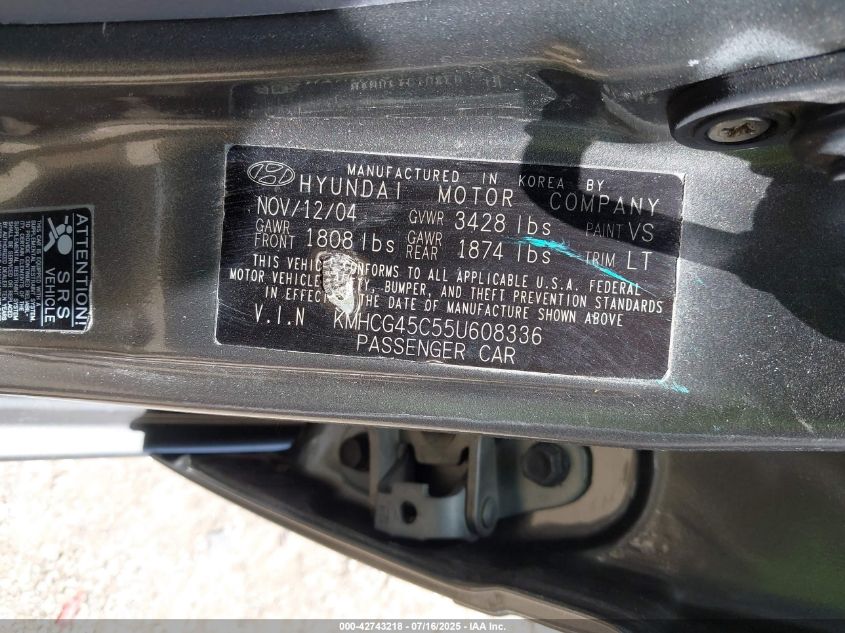 ATTENTION!
SRS
VEHICLE
MANUFACTURED IN KOREA BY
HYUNDAI MOTOR COMPANY
NOV/12/04 GVWR 3428 lbs PAINT VS
GAWR FRONT 1808 lbs GAWR REAR 1874 lbs TRIM LT
THIS VEHIC CONFORMS TO ALL APPLICABLE U.S.A. FEDERAL
MOTOR VEHICLE TY, BUMPER, AND THEFT PREVENTION STANDARDS
IN EFFECT THE DATE OF MANUFACTURE SHOWN ABOVE
V.I.N KMHCG45C55U608336
PASSENGER CAR
000-42743218 - 07/16/2025 - IAA Inc.